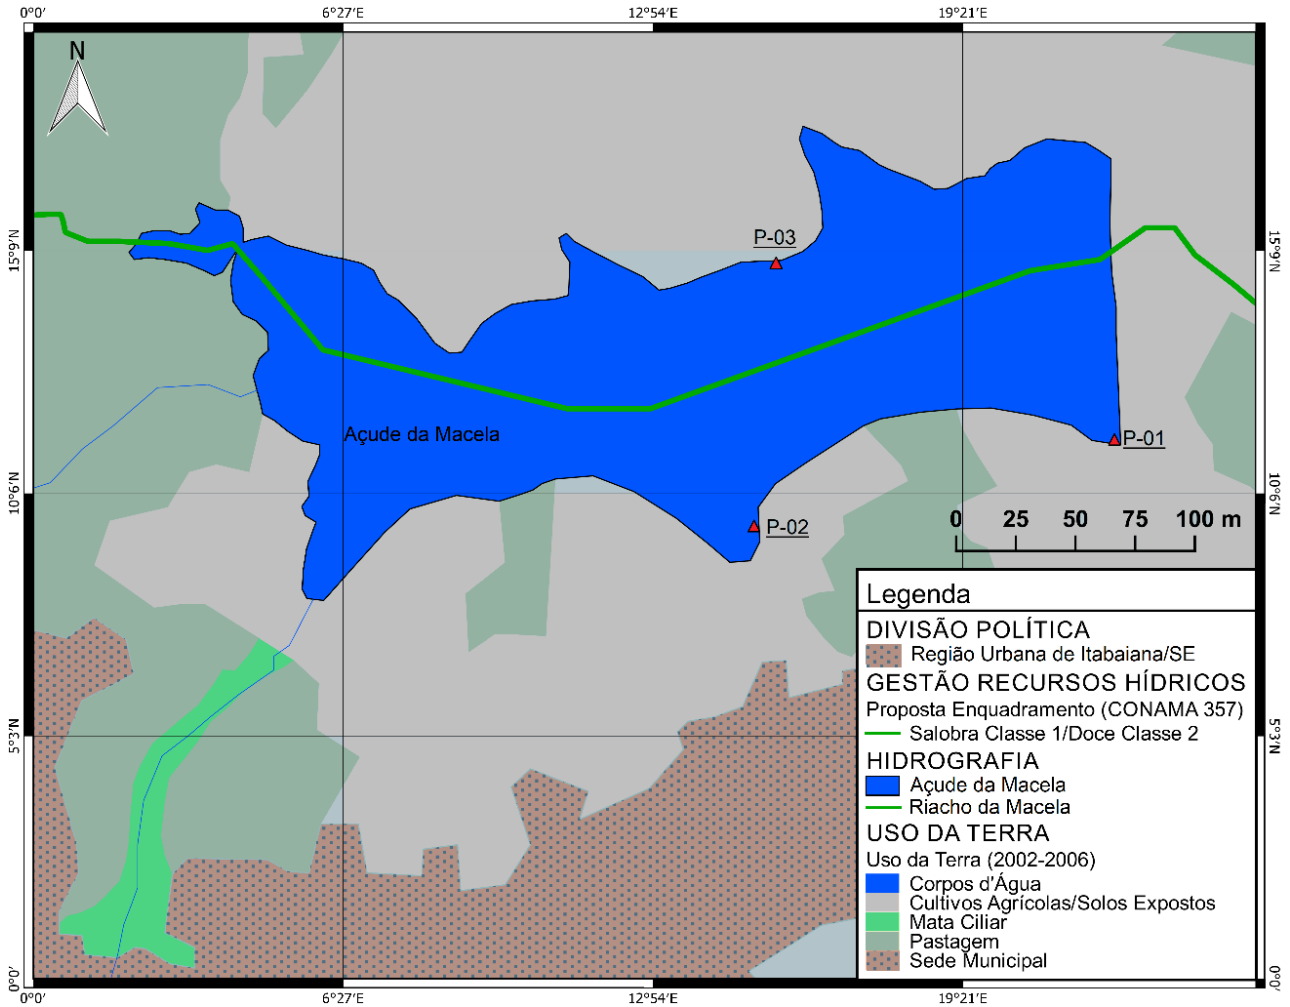 0°0′ 6°27′E 12°54′E 19°21′E
N
P-03
15°9′N 15°9′N
Açude da Macela
P-01
10°6′N 10°6′N
P-02
0 25 50 75 100 m
Legenda
DIVISÃO POLÍTICA
Região Urbana de Itabaiana/SE
GESTÃO RECURSOS HÍDRICOS
Proposta Enquadramento (CONAMA 357)
Salobra Classe 1/Doce Classe 2
5°3′N 5°3′N
HIDROGRAFIA
Açude da Macela
Riacho da Macela
USO DA TERRA
Uso da Terra (2002-2006)
Corpos d'Água
Cultivos Agrícolas/Solos Expostos
Mata Ciliar
Pastagem
Sede Municipal
0°0′ 0°0′
0°0′ 6°27′E 12°54′E 19°21′E